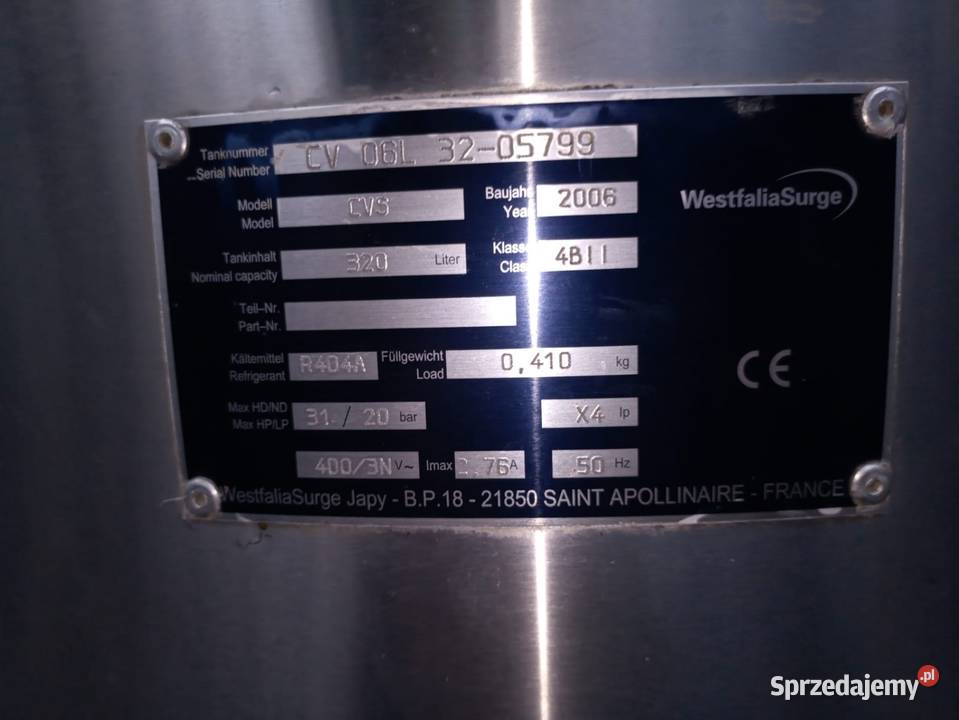 Tanknummer
Serial Number
CV 06L 32-05799
Modell
Model
CVS
Baujahr
Year
2006
WestfaliaSurge
Tankinhalt
Nominal capacity
320 Liter
Klasse
Class
4BII
Teil-Nr.
Part-Nr.
Kältemittel
Refrigerant
R404A
Füllgewicht
Load
0,410 kg
CE
Max HD/ND
Max HP/LP
31 / 20 bar
X4 Ip
400/3N V~
Imax
.76 A
50 Hz
WestfaliaSurge Japy - B.P.18 - 21850 SAINT APOLLINAIRE - FRANCE
Sprzedajemy.pl